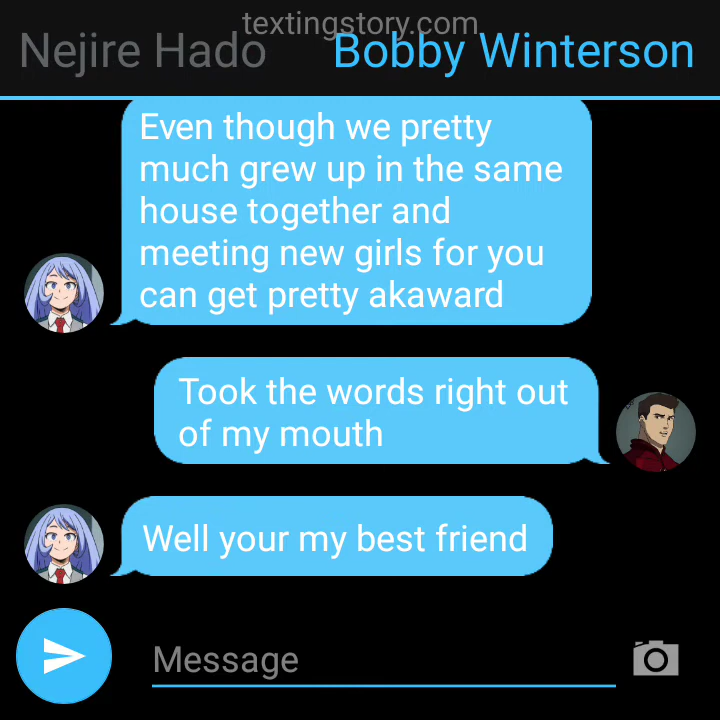 textingstory.com
Nejire Hado Bobby Winterson
Even though we pretty
much grew up in the same
house together and
meeting new girls for you
can get pretty akaward
Took the words right out
of my mouth
Well your my best friend
Message